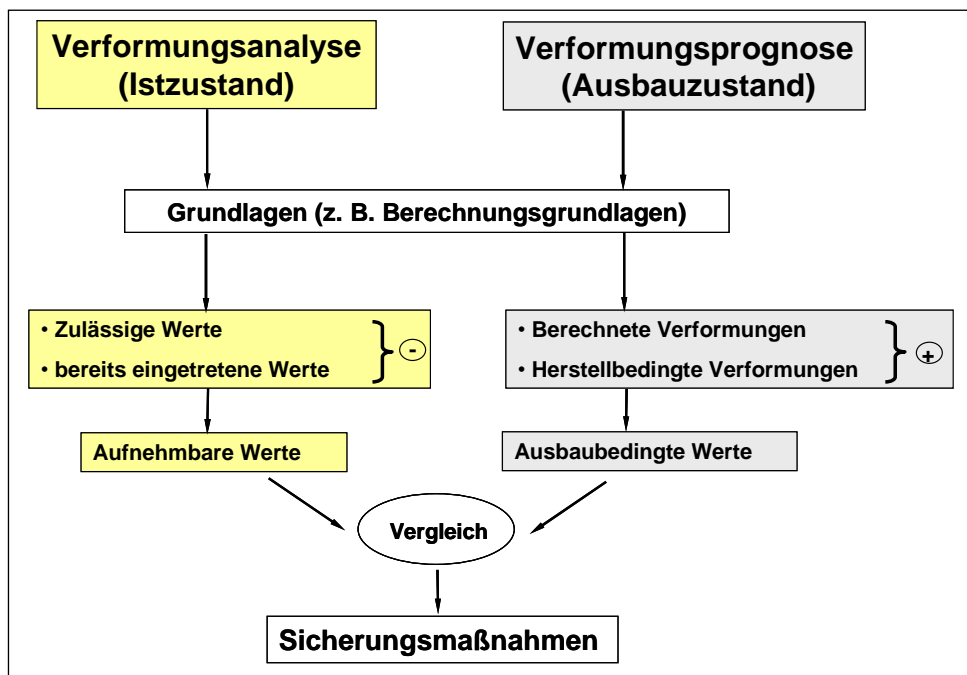 Verformungsanalyse
(Istzustand)
Verformungsprognose
(Ausbauzustand)
Grundlagen (z. B. Berechnungsgrundlagen)
• Zulässige Werte
• bereits eingetretene Werte
-
• Berechnete Verformungen
• Herstellbedingte Verformungen
+
Aufnehmbare Werte
Ausbaubedingte Werte
Vergleich
Sicherungsmaßnahmen